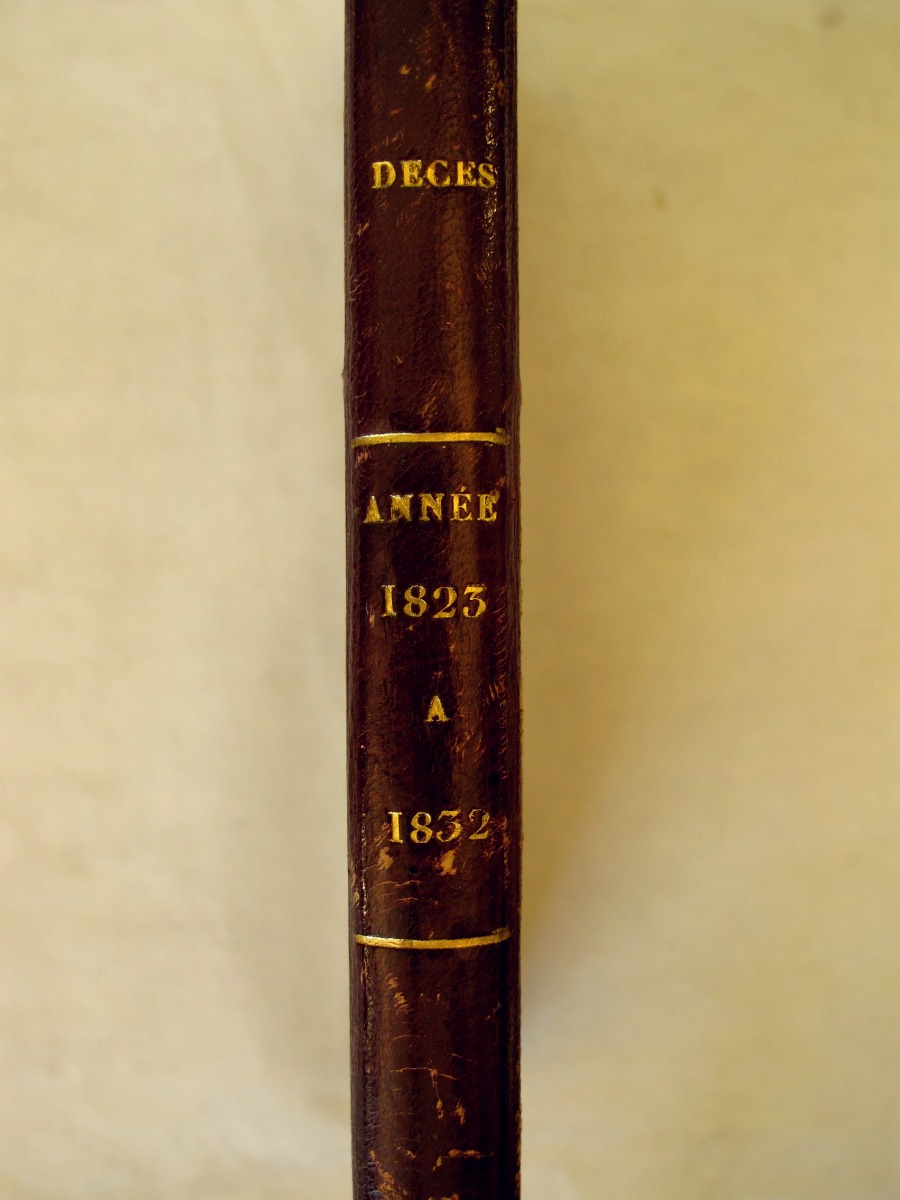 DECES
ANNÉE
1823
A
1832